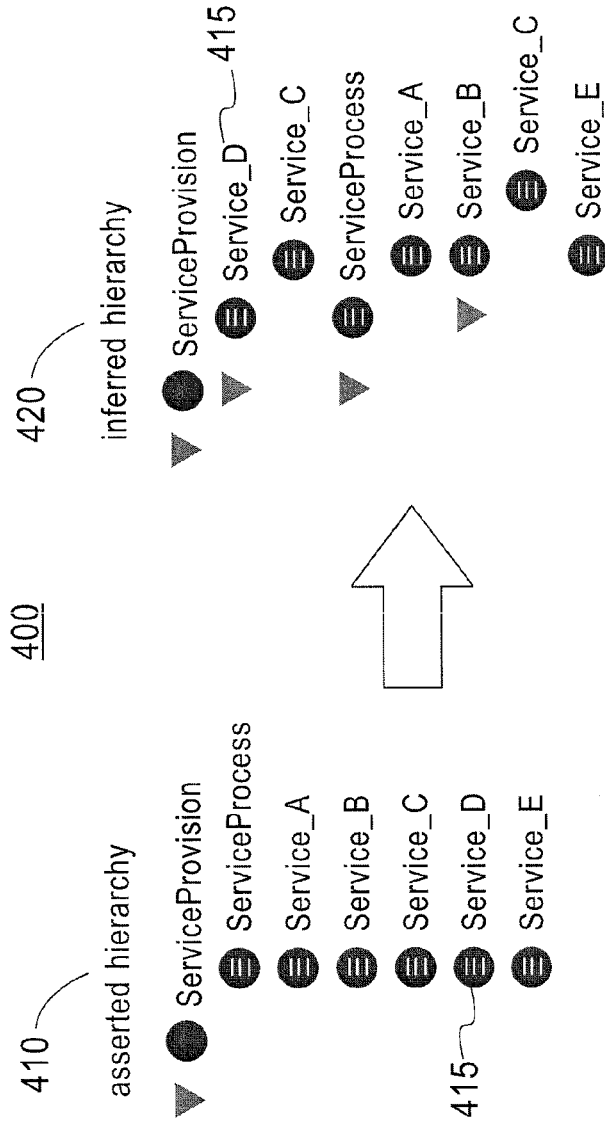 400
410
asserted hierarchy
ServiceProvision
ServiceProcess
Service_A
Service_B
Service_C
Service_D
415
Service_E
420
inferred hierarchy
ServiceProvision
Service_D
415
Service_C
ServiceProcess
Service_A
Service_B
Service_C
Service_E